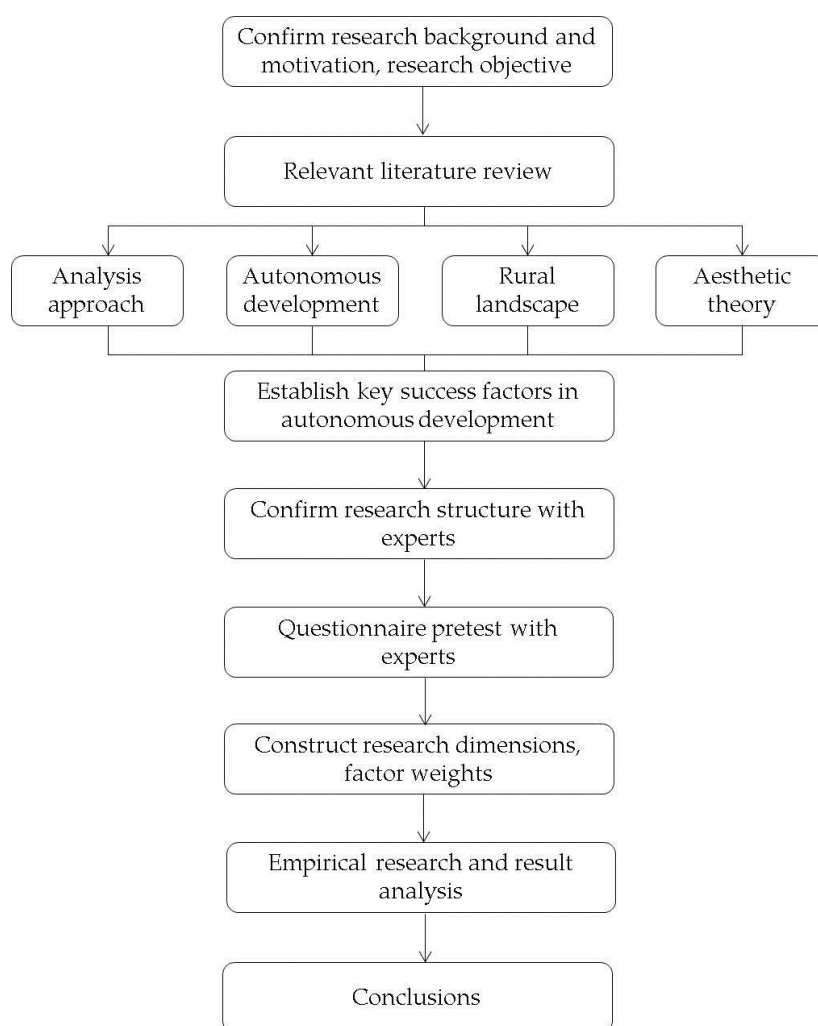 Confirm research background and
motivation, research objective
Relevant literature review
Analysis
approach
Autonomous
development
Rural
landscape
Aesthetic
theory
Establish key success factors in
autonomous development
Confirm research structure with
experts
Questionnaire pretest with
experts
Construct research dimensions,
factor weights
Empirical research and result
analysis
Conclusions